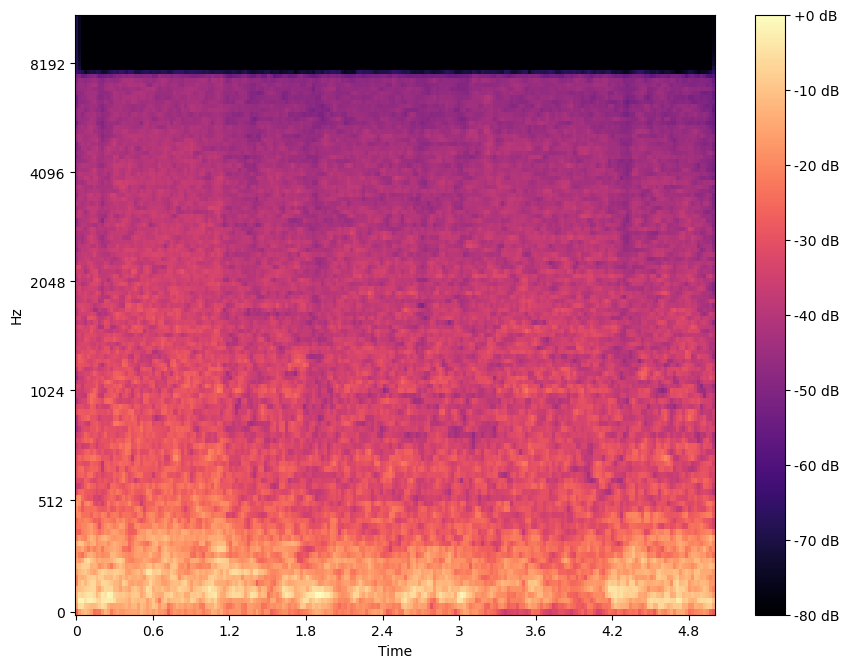 +0 dB
8192
-10 dB
4096
-20 dB
-30 dB
2048
Hz
-40 dB
1024
-50 dB
-60 dB
512
-70 dB
0
-80 dB
0 0.6 1.2 1.8 2.4 3 3.6 4.2 4.8
Time